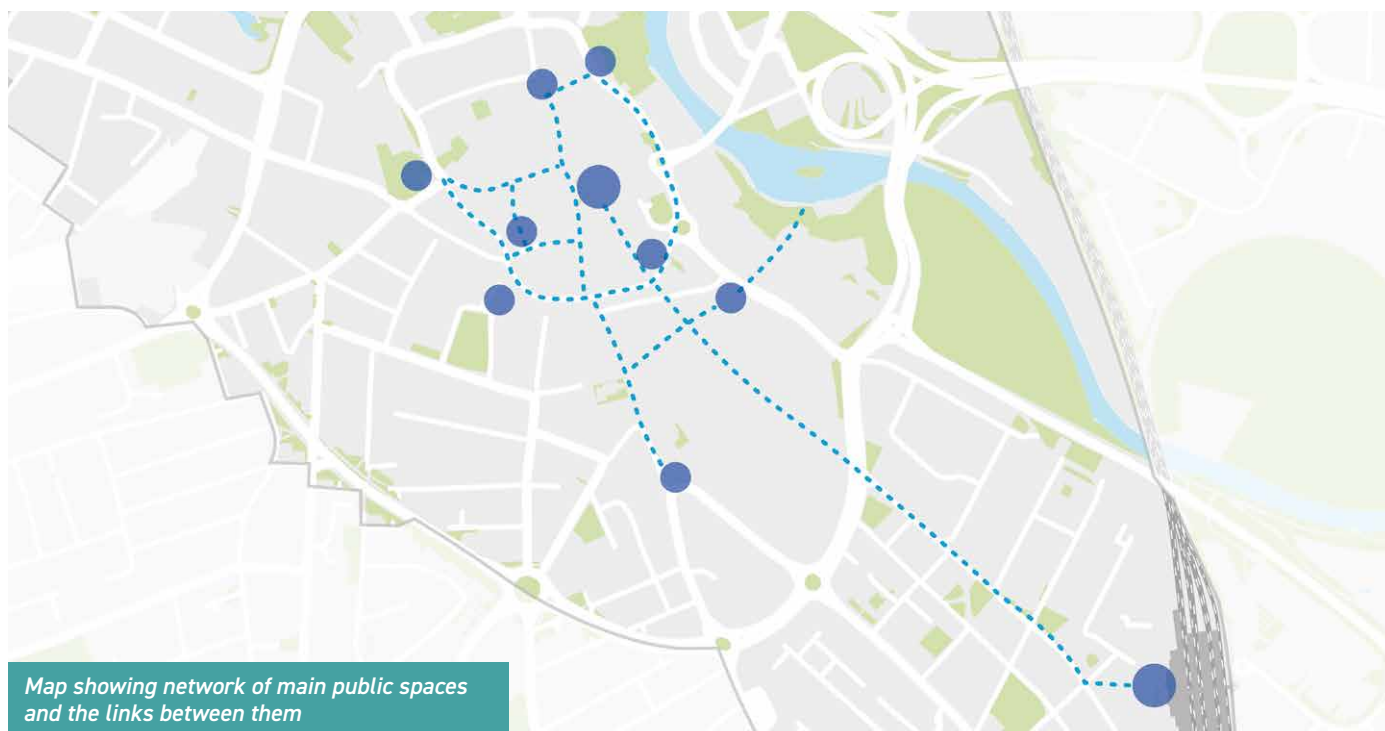 Map showing network of main public spaces
and the links between them